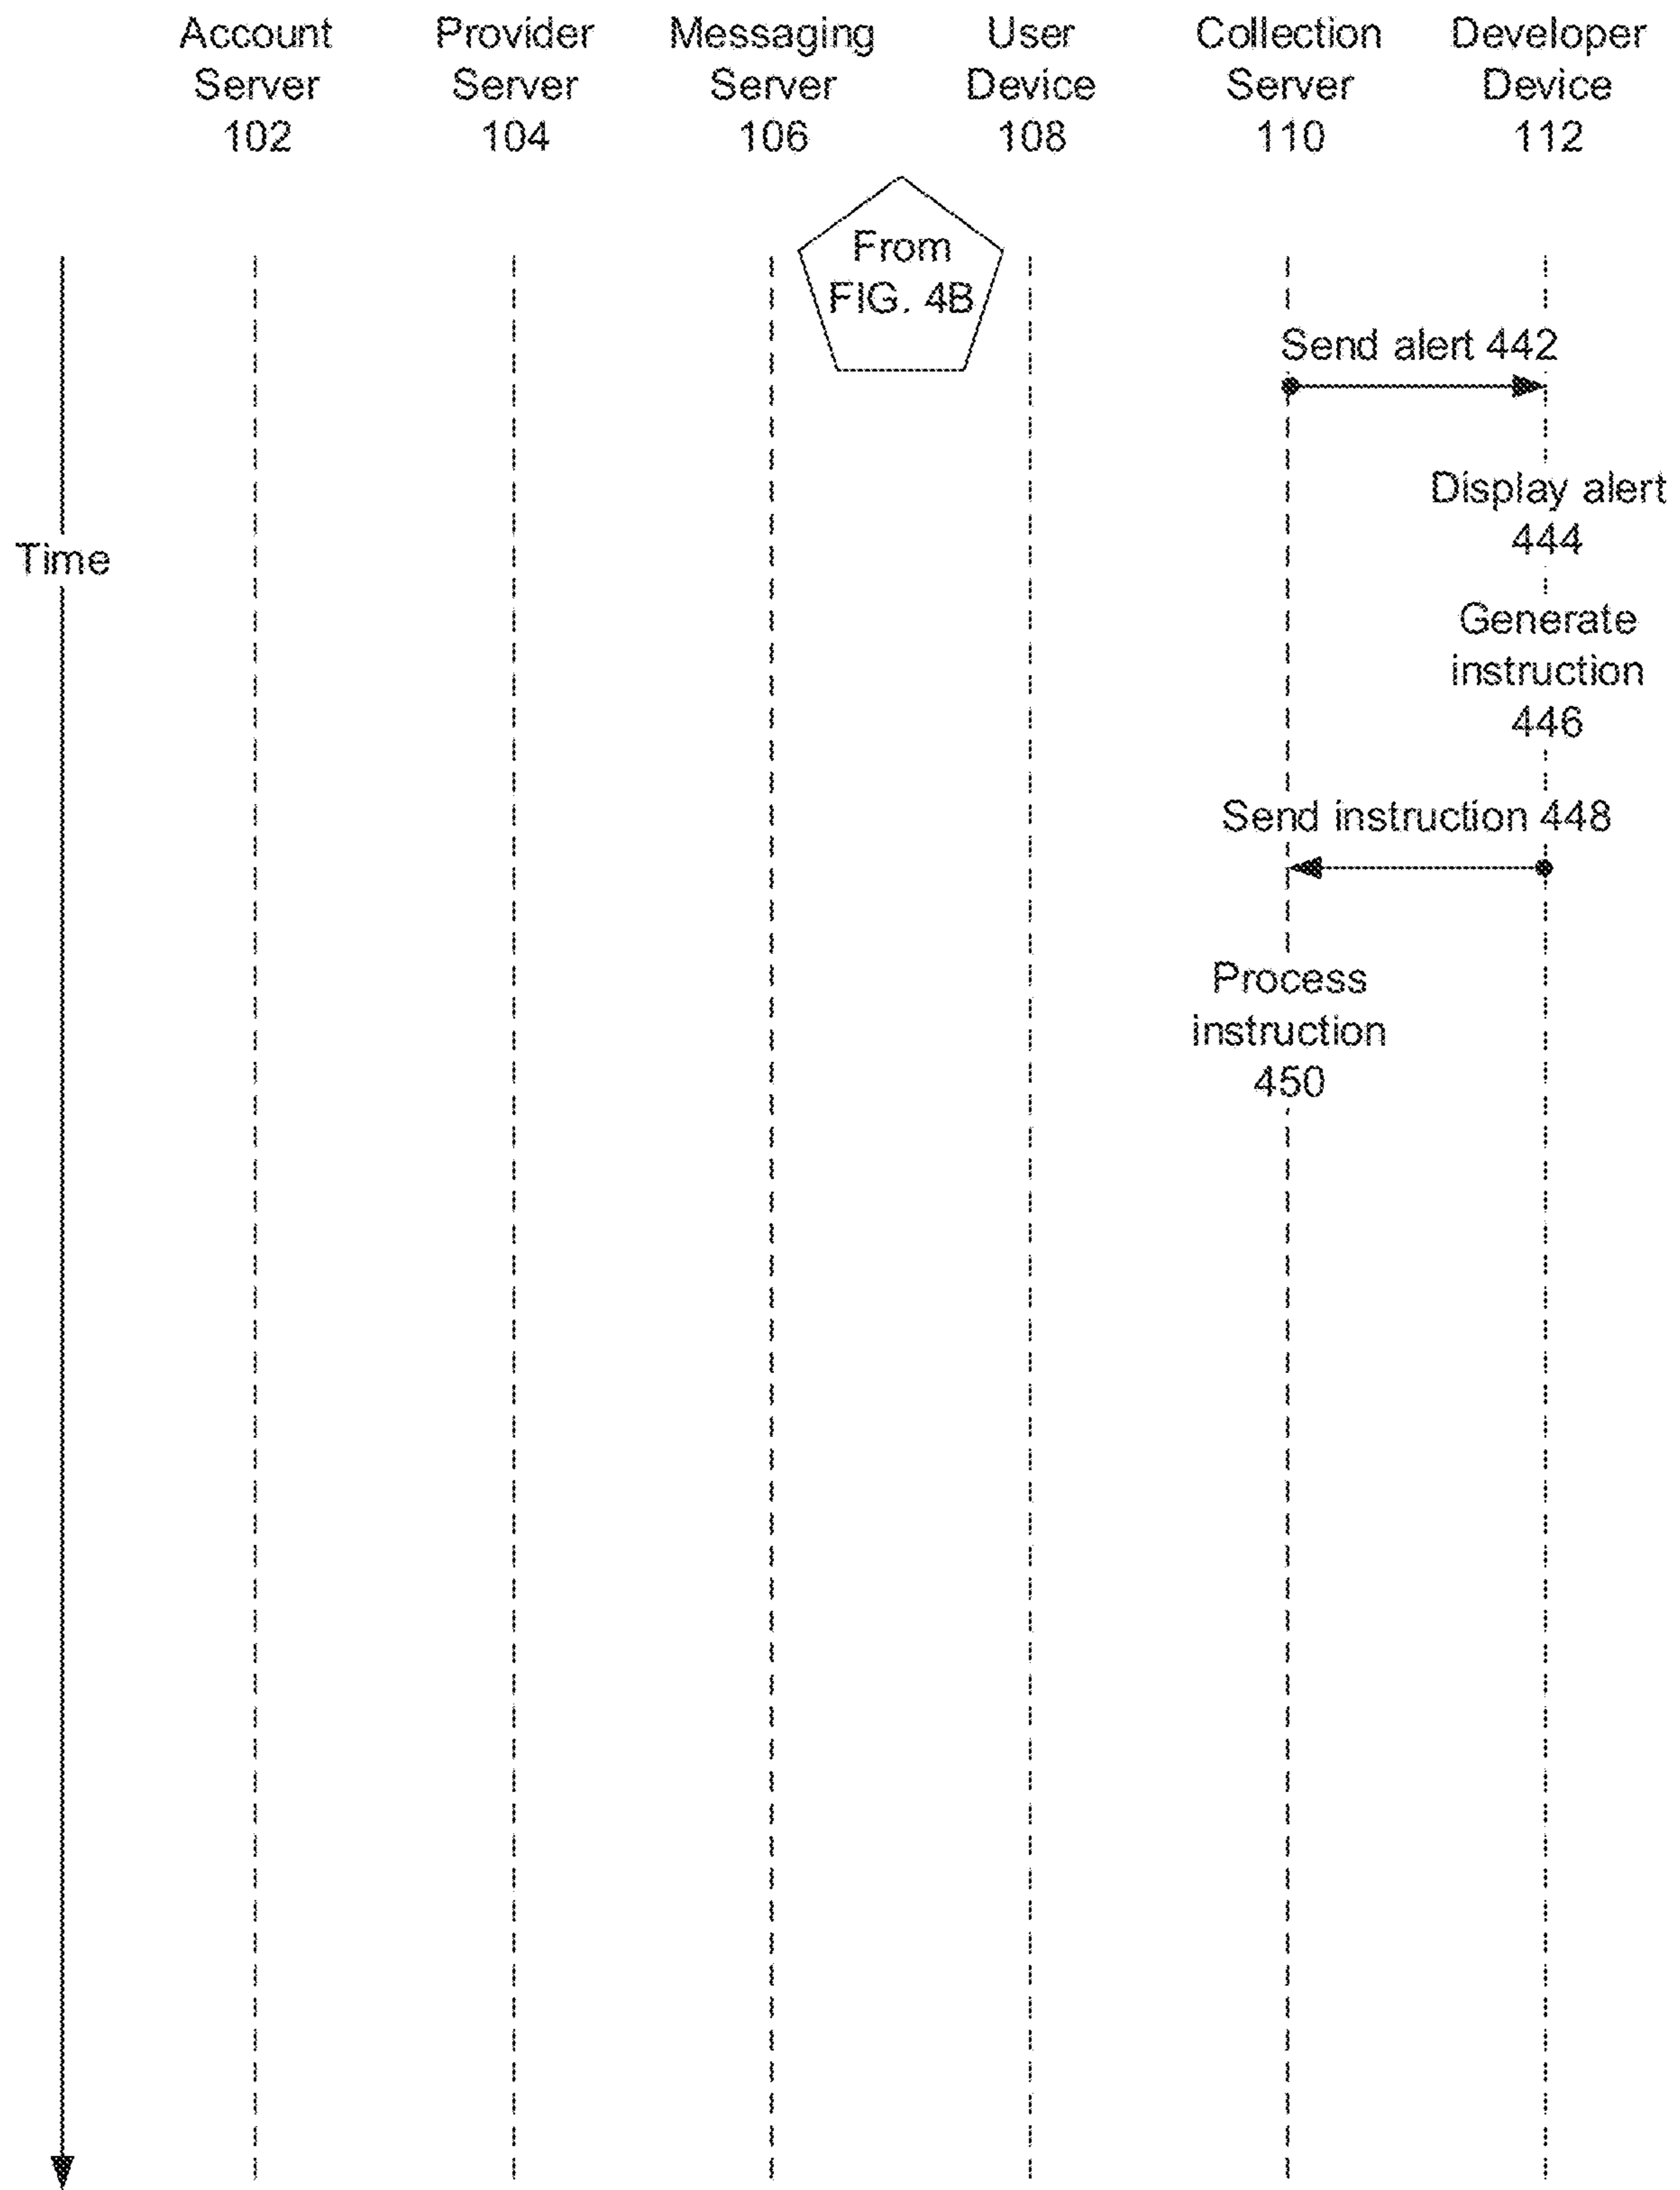 Account
Server
102
Provider
Server
104
Messaging
Server
106
User
Device
108
Collection
Server
110
Developer
Device
112
From
FIG. 4B
Send alert 442
Display alert
444
Time
Generate
instruction
446
Send instruction 448
Process
instruction
450